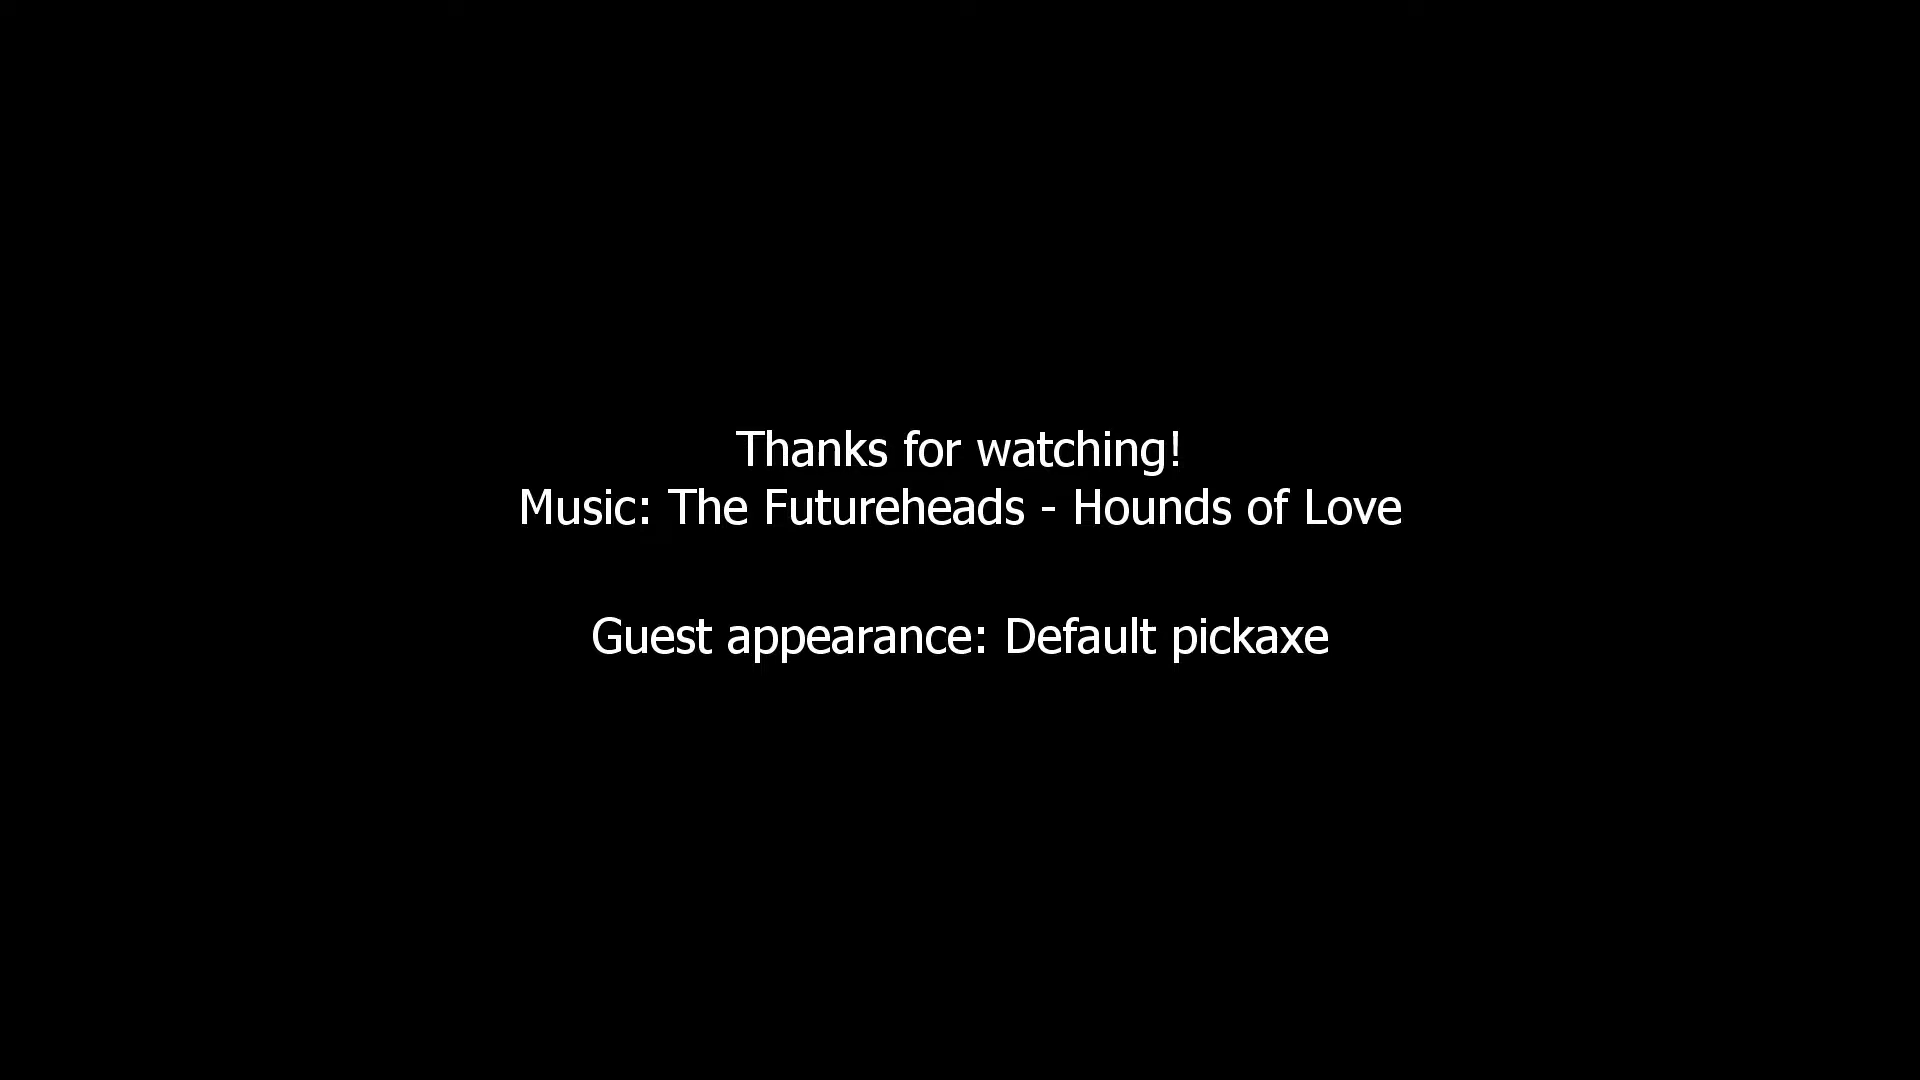 Thanks for watching!
Music: The Futureheads - Hounds of Love
Guest appearance: Default pickaxe